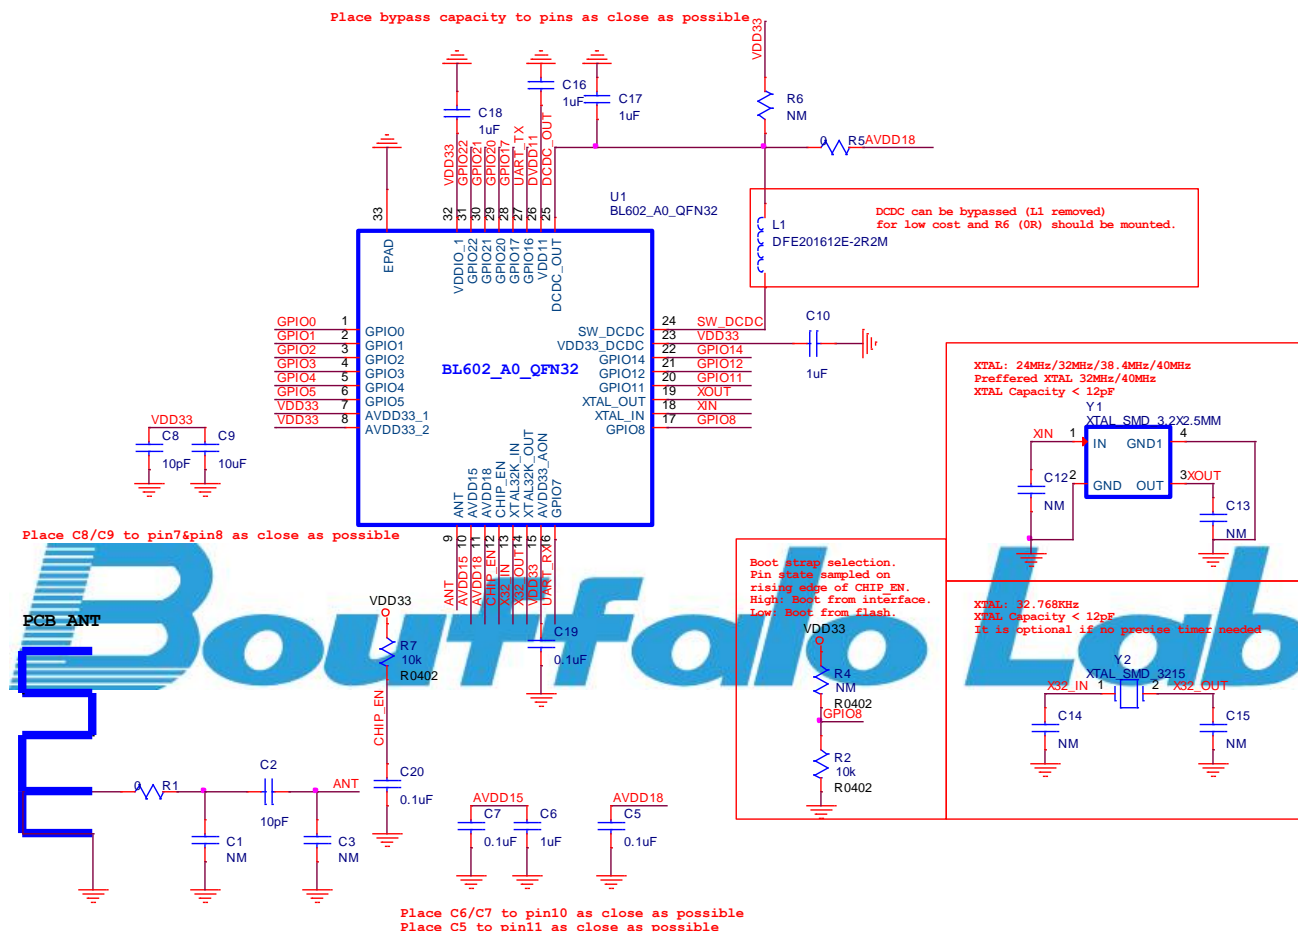 Place bypass capacity to pins as close as possible
VDD33
C16
1uF
C17
1uF
C18
1uF
R6
NM
0
R5
AVDD18
VDD33
GPIO22
GPIO21
GPIO20
GPIO17
UART_TX
DVDD11
DCDC_OUT
U1
BL602_A0_QFN32
33
32
31
30
29
28
27
26
25
EPAD
VDDIO_1
GPIO22
GPIO21
GPIO20
GPIO17
GPIO16
VDD11
DCDC_OUT
L1
DFE201612E-2R2M
DCDC can be bypassed (L1 removed)
for low cost and R6 (0R) should be mounted.
GPIO0 1 GPIO0
GPIO1 2 GPIO1
GPIO2 3 GPIO2
GPIO3 4 GPIO3
GPIO4 5 GPIO4
GPIO5 6 GPIO5
VDD33 7 AVDD33_1
VDD33 8 AVDD33_2
BL602_A0_QFN32
SW_DCDC 24 SW_DCDC
VDD33_DCDC 23 VDD33
GPIO14 22 GPIO14
GPIO12 21 GPIO12
GPIO11 20 GPIO11
XTAL_OUT 19 XOUT
XTAL_IN 18 XIN
GPIO8 17 GPIO8
C10
1uF
VDD33
C8
10pF
C9
10uF
Place C8/C9 to pin7&pin8 as close as possible
ANT
AVDD15
AVDD18
CHIP_EN
XTAL32K_IN
XTAL32K_OUT
AVDD33_AON
GPIO7
9
10
11
12
13
14
15
16
ANT
AVDD15
AVDD18
CHIP_EN
X32_IN
X32_OUT
VDD33
UART_RX
C19
0.1uF
XTAL: 24MHz/32MHz/38.4MHz/40MHz
Preffered XTAL 32MHz/40MHz
XTAL Capacity < 12pF
Y1
XTAL_SMD_3.2X2.5MM
XIN
1
IN
GND1
4
2
GND
OUT
3
XOUT
C12
NM
C13
NM
Bouffalo Lab
PCB ANT
VDD33
R7
10k
R0402
CHIP_EN
C20
0.1uF
Boot strap selection.
Pin state sampled on
rising edge of CHIP_EN.
High: Boot from interface.
Low: Boot from flash.
VDD33
R4
NM
R0402
GPIO8
R2
10k
R0402
XTAL: 32.768KHz
XTAL Capacity < 12pF
It is optional if no precise timer needed
Y2
XTAL_SMD_3215
X32_IN
1
2
X32_OUT
C14
NM
C15
NM
0
R1
C2
10pF
ANT
C1
NM
C3
NM
AVDD15
C7
0.1uF
C6
1uF
AVDD18
C5
0.1uF
Place C6/C7 to pin10 as close as possible
Place C5 to pin11 as close as possible